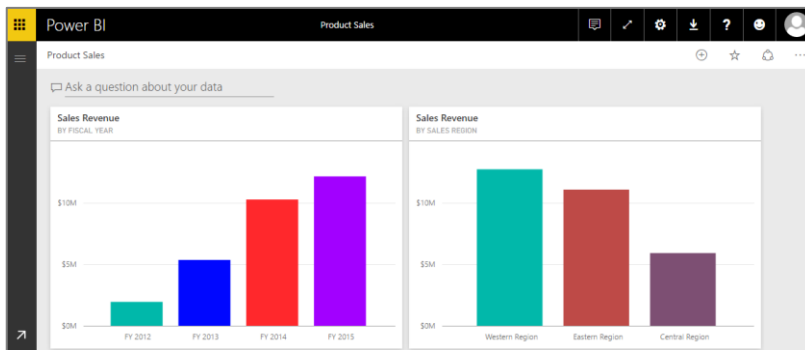 Power BI
Product Sales
Product Sales
Ask a question about your data
Sales Revenue
BY FISCAL YEAR
$10M
$5M
$0M
FY 2012
FY 2013
FY 2014
FY 2015
Sales Revenue
BY SALES REGION
$10M
$5M
$0M
Western Region
Eastern Region
Central Region